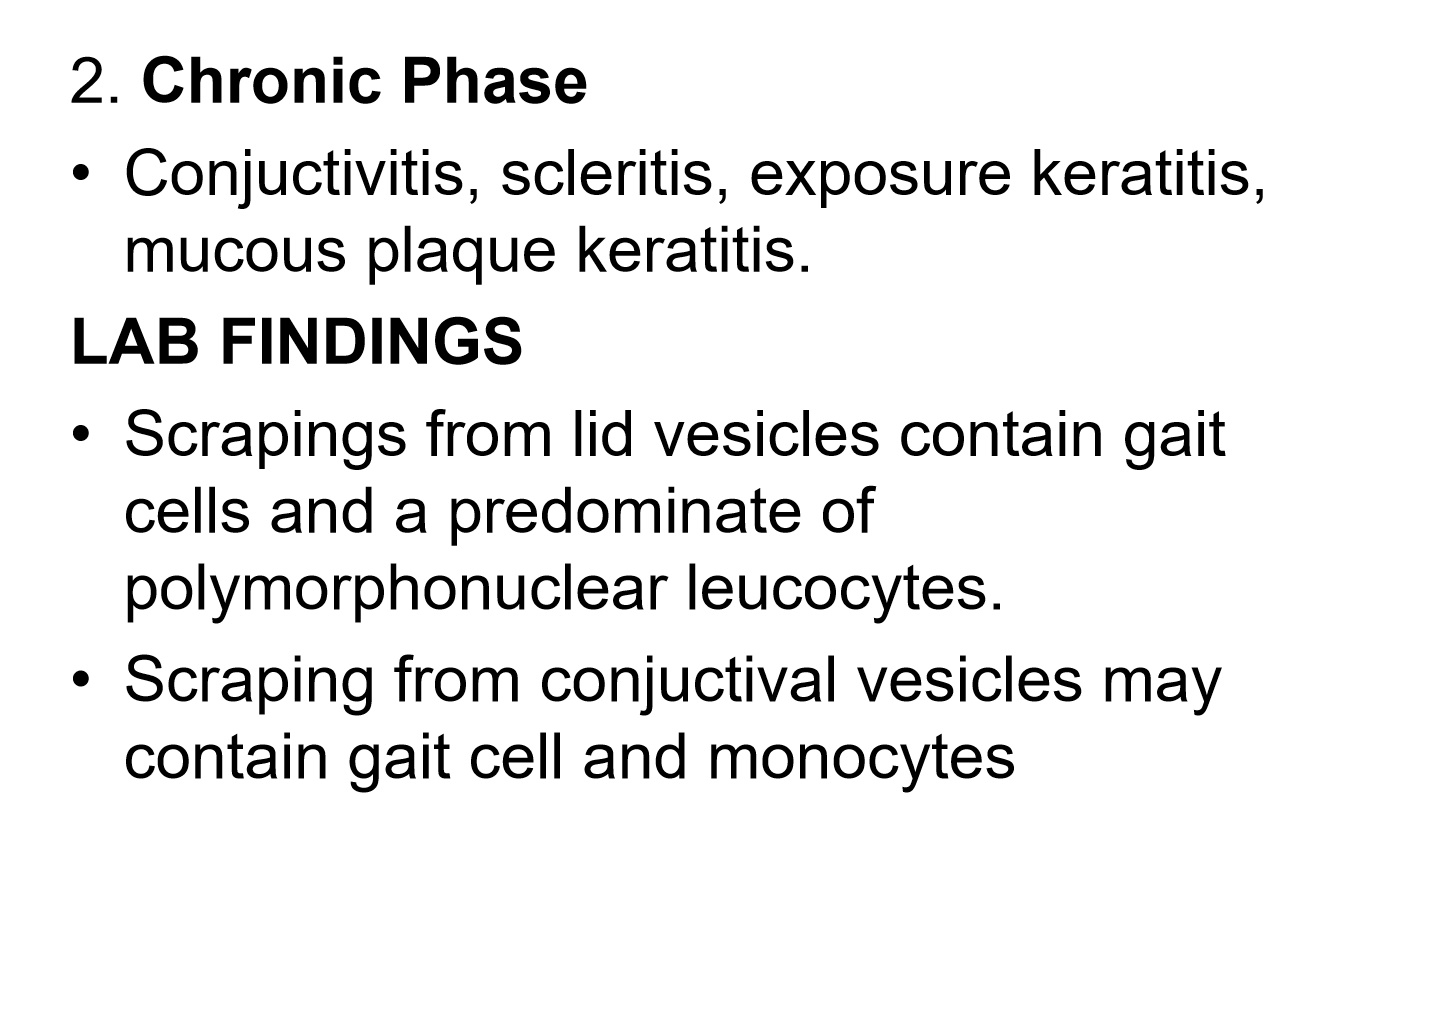 2. Chronic Phase
• Conjuctivitis, scleritis, exposure keratitis,
mucous plaque keratitis.
LAB FINDINGS
• Scrapings from lid vesicles contain gait
cells and a predominate of
polymorphonuclear leucocytes.
• Scraping from conjuctival vesicles may
contain gait cell and monocytes